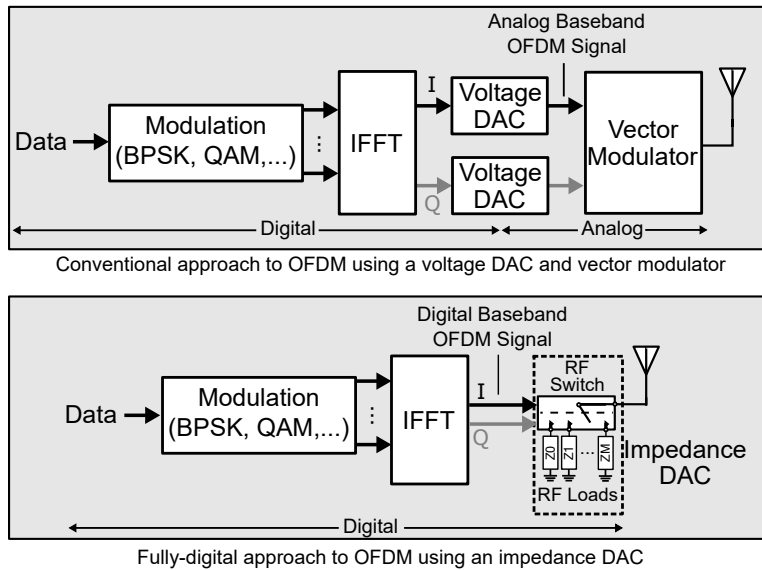 Analog Baseband
OFDM Signal
Data
Modulation
(BPSK, QAM,...)
⋮
IFFT
I
Q
Voltage
DAC
Voltage
DAC
Vector
Modulator
Digital
Analog
Conventional approach to OFDM using a voltage DAC and vector modulator
Digital Baseband
OFDM Signal
Data
Modulation
(BPSK, QAM,...)
⋮
IFFT
I
Q
RF
Switch
Z0
Z1
...
ZM
RF Loads
Impedance
DAC
Digital
Fully-digital approach to OFDM using an impedance DAC